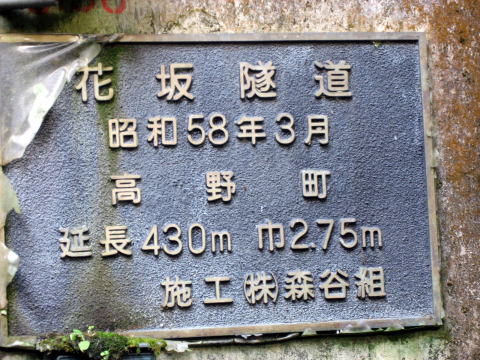 花坂隧道
昭和58年3月
高野町
延長430m 巾2.75m
施工㈱森谷組